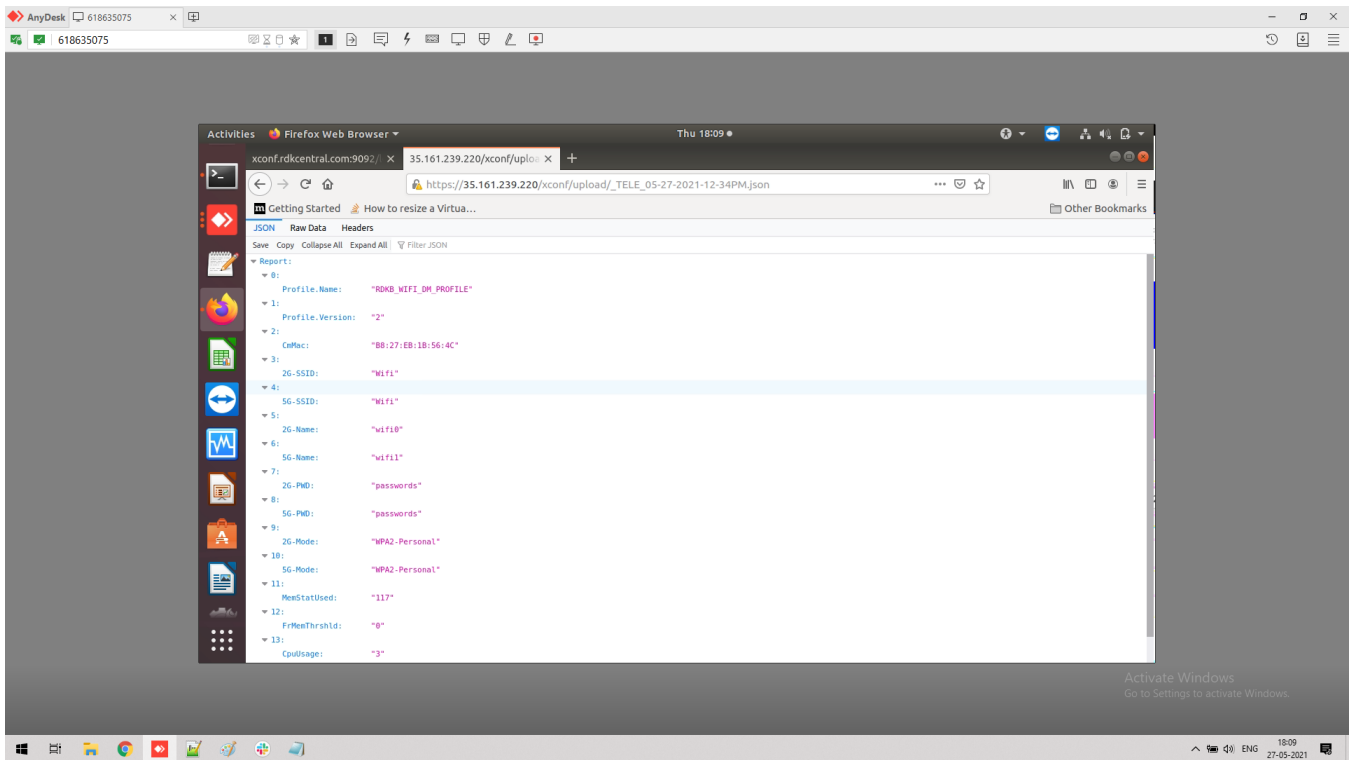 AnyDesk 618635075
618635075
1
Activities Firefox Web Browser Thu 18:09
xconf.rdkcentral.com:9092/ 35.161.239.220/xconf/uploa
https://35.161.239.220/xconf/upload/_TELE_05-27-2021-12-34PM.json
Getting Started How to resize a Virtua... Other Bookmarks
JSON Raw Data Headers
Save Copy Collapse All Expand All Filter JSON
Report:
0:
Profile.Name: "RDKB_WIFI_DM_PROFILE"
1:
Profile.Version: "2"
2:
CmMac: "B8:27:EB:1B:56:4C"
3:
2G-SSID: "Wifi"
4:
5G-SSID: "Wifi"
5:
2G-Name: "wifi0"
6:
5G-Name: "wifi1"
7:
2G-PWD: "passwords"
8:
5G-PWD: "passwords"
9:
2G-Mode: "WPA2-Personal"
10:
5G-Mode: "WPA2-Personal"
11:
MemStatUsed: "117"
12:
FrMemThrshld: "0"
13:
CpuUsage: "3"
Activate Windows
Go to Settings to activate Windows.
ENG 18:09
27-05-2021